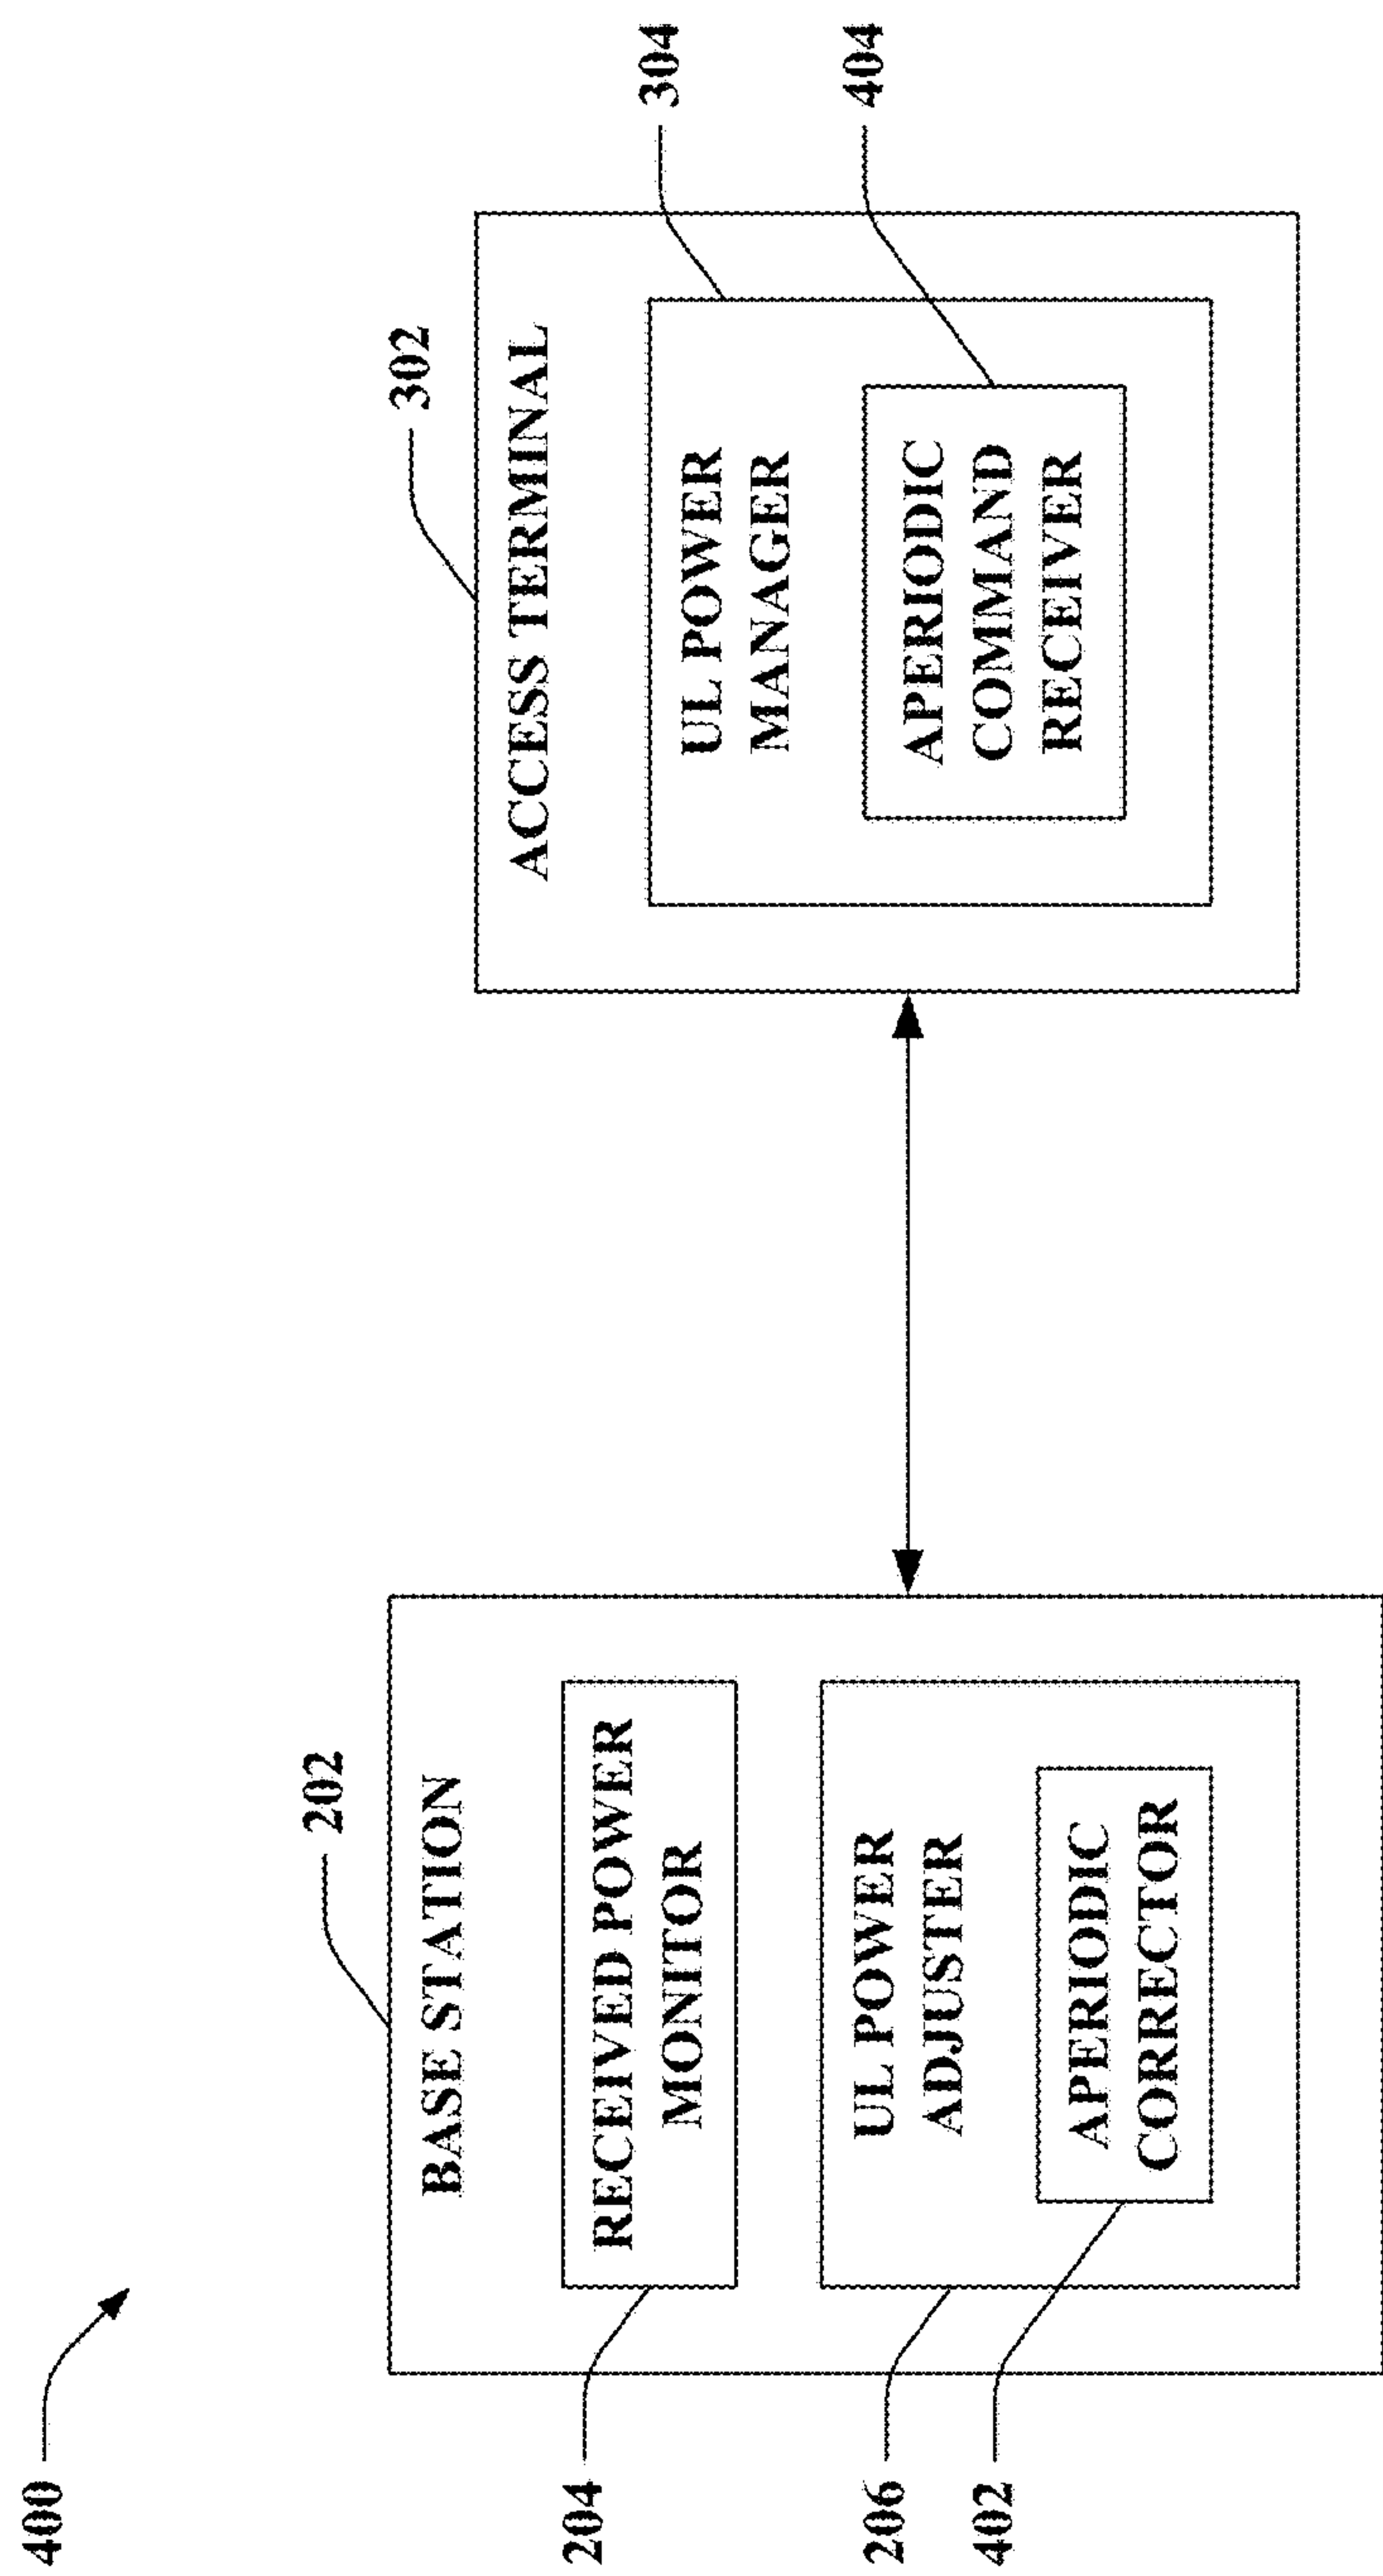 400
202
BASE STATION
204
RECEIVED POWER
MONITOR
206
UL POWER
ADJUSTER
402
APERIODIC
CORRECTOR
302
ACCESS TERMINAL
304
UL POWER
MANAGER
404
APERIODIC
COMMAND
RECEIVER